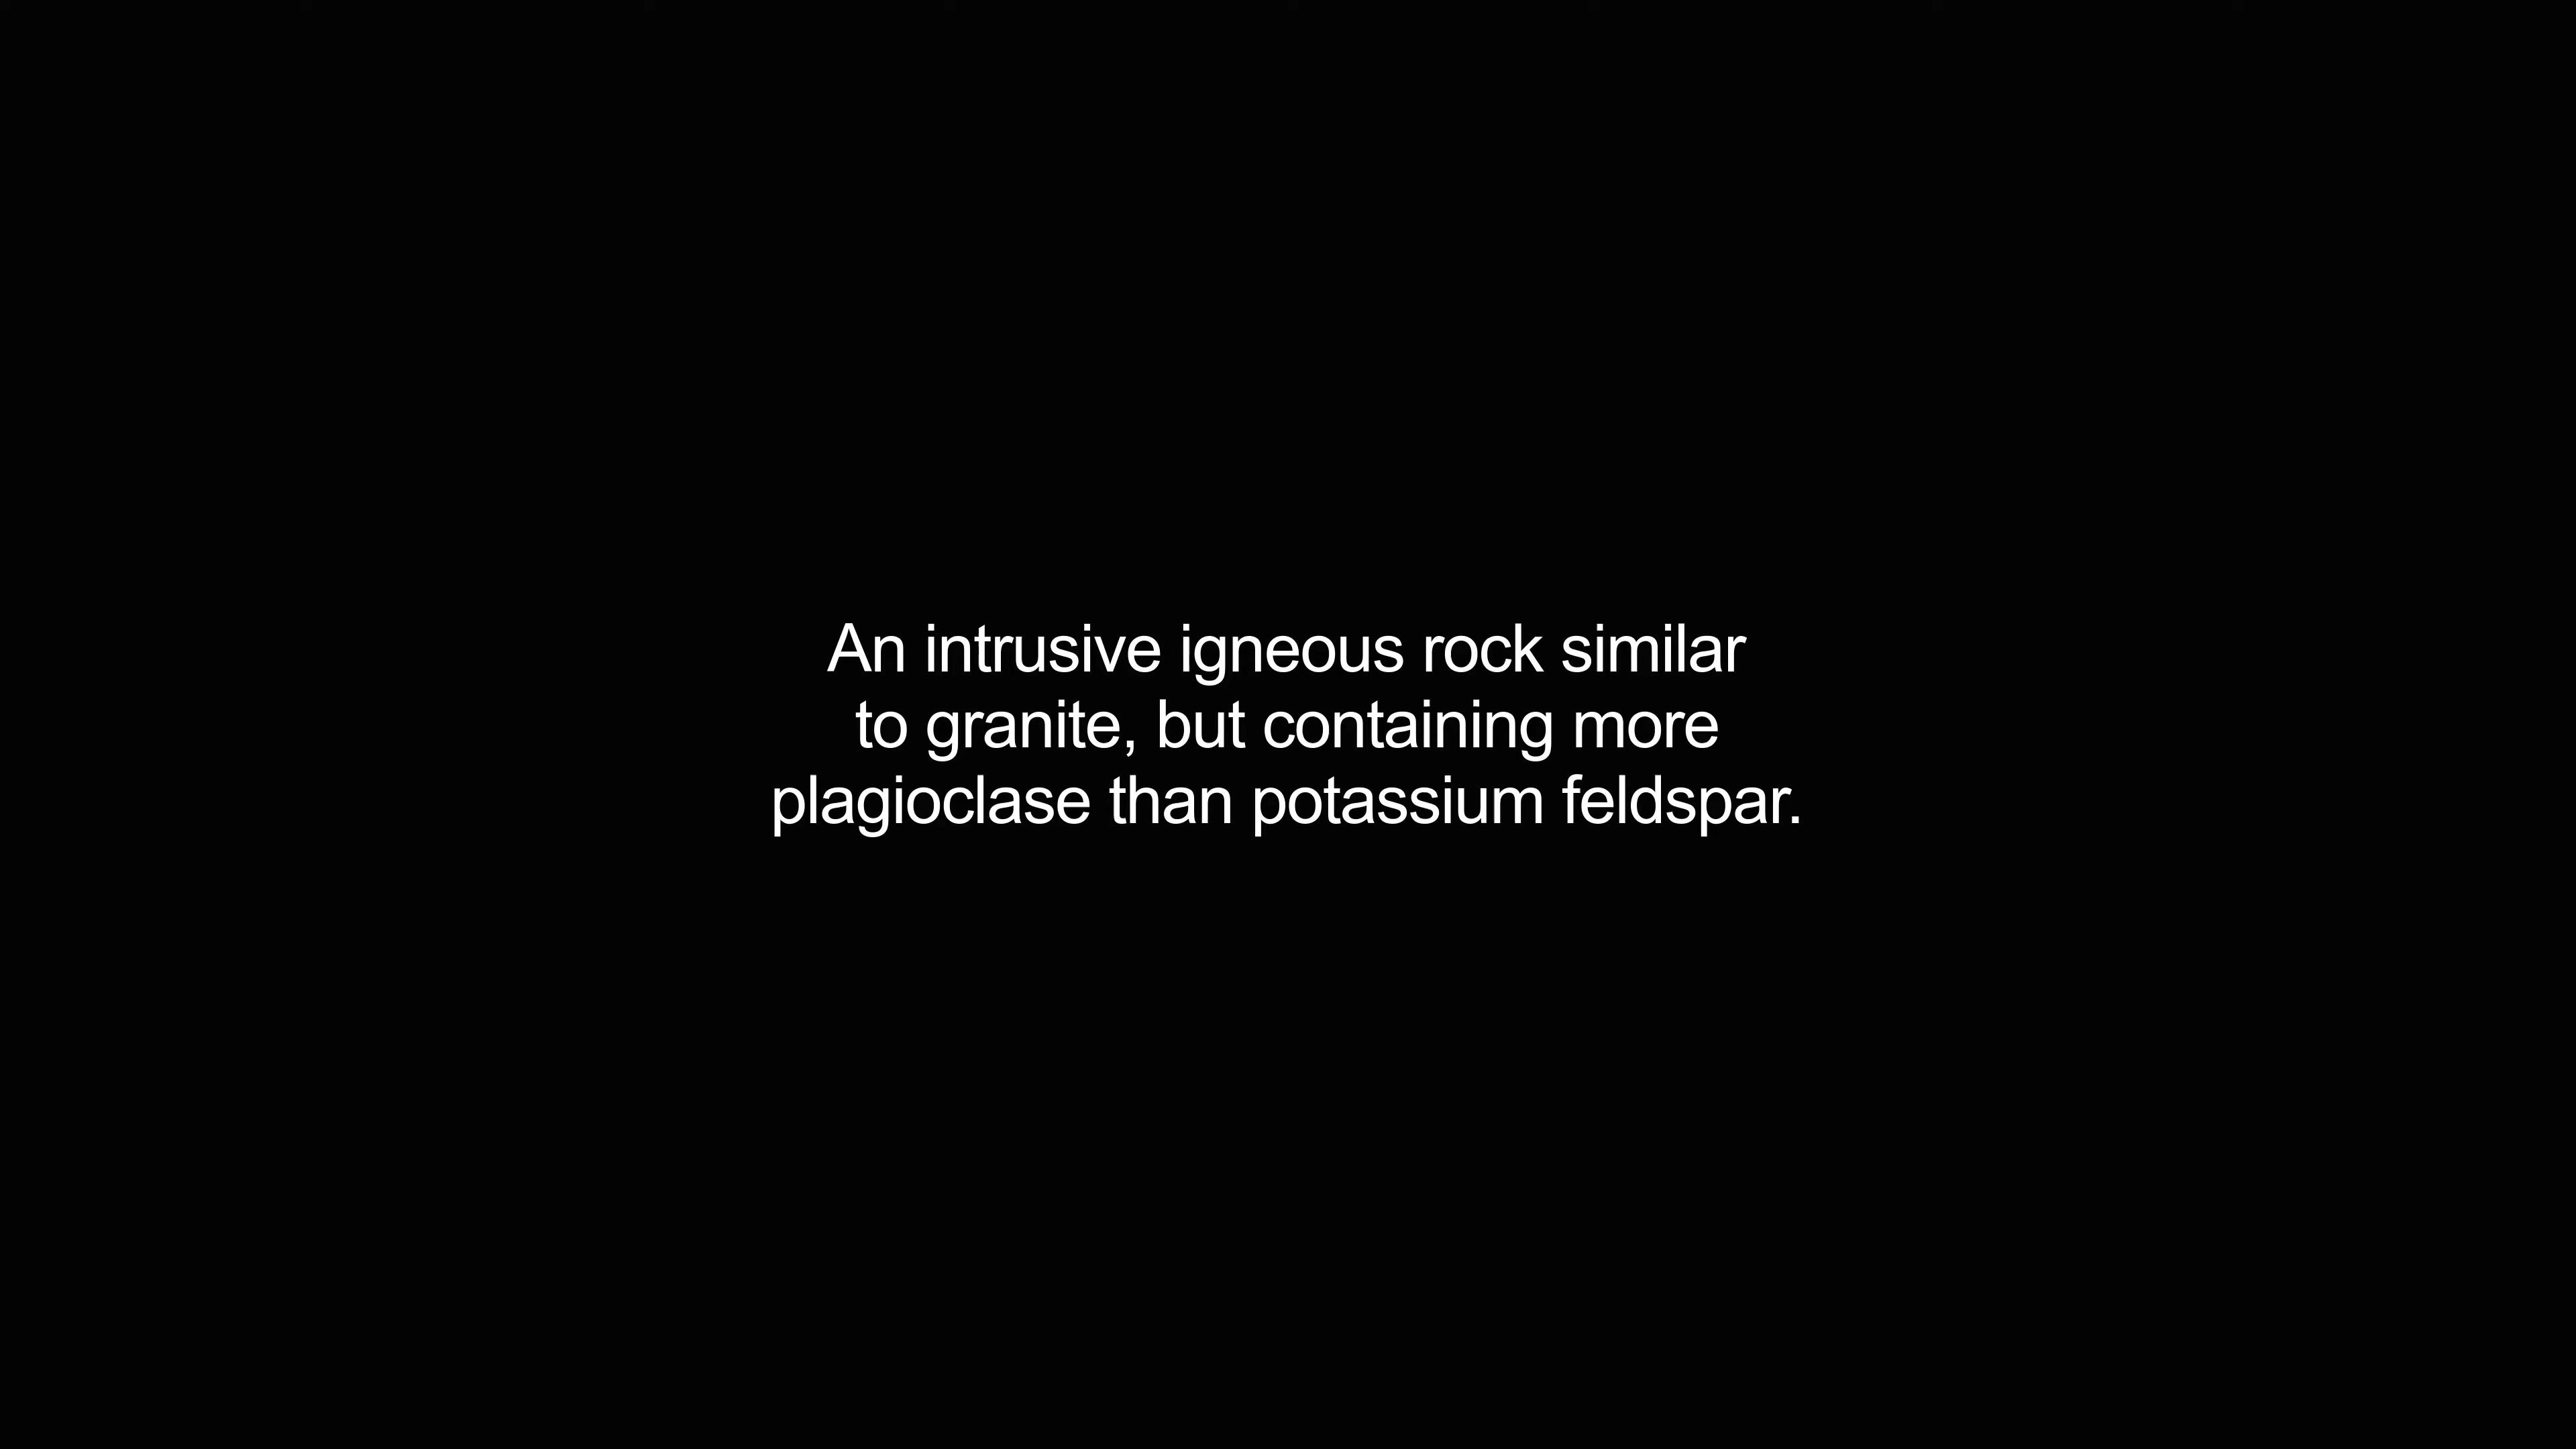 An intrusive igneous rock similar
to granite, but containing more
plagioclase than potassium feldspar.